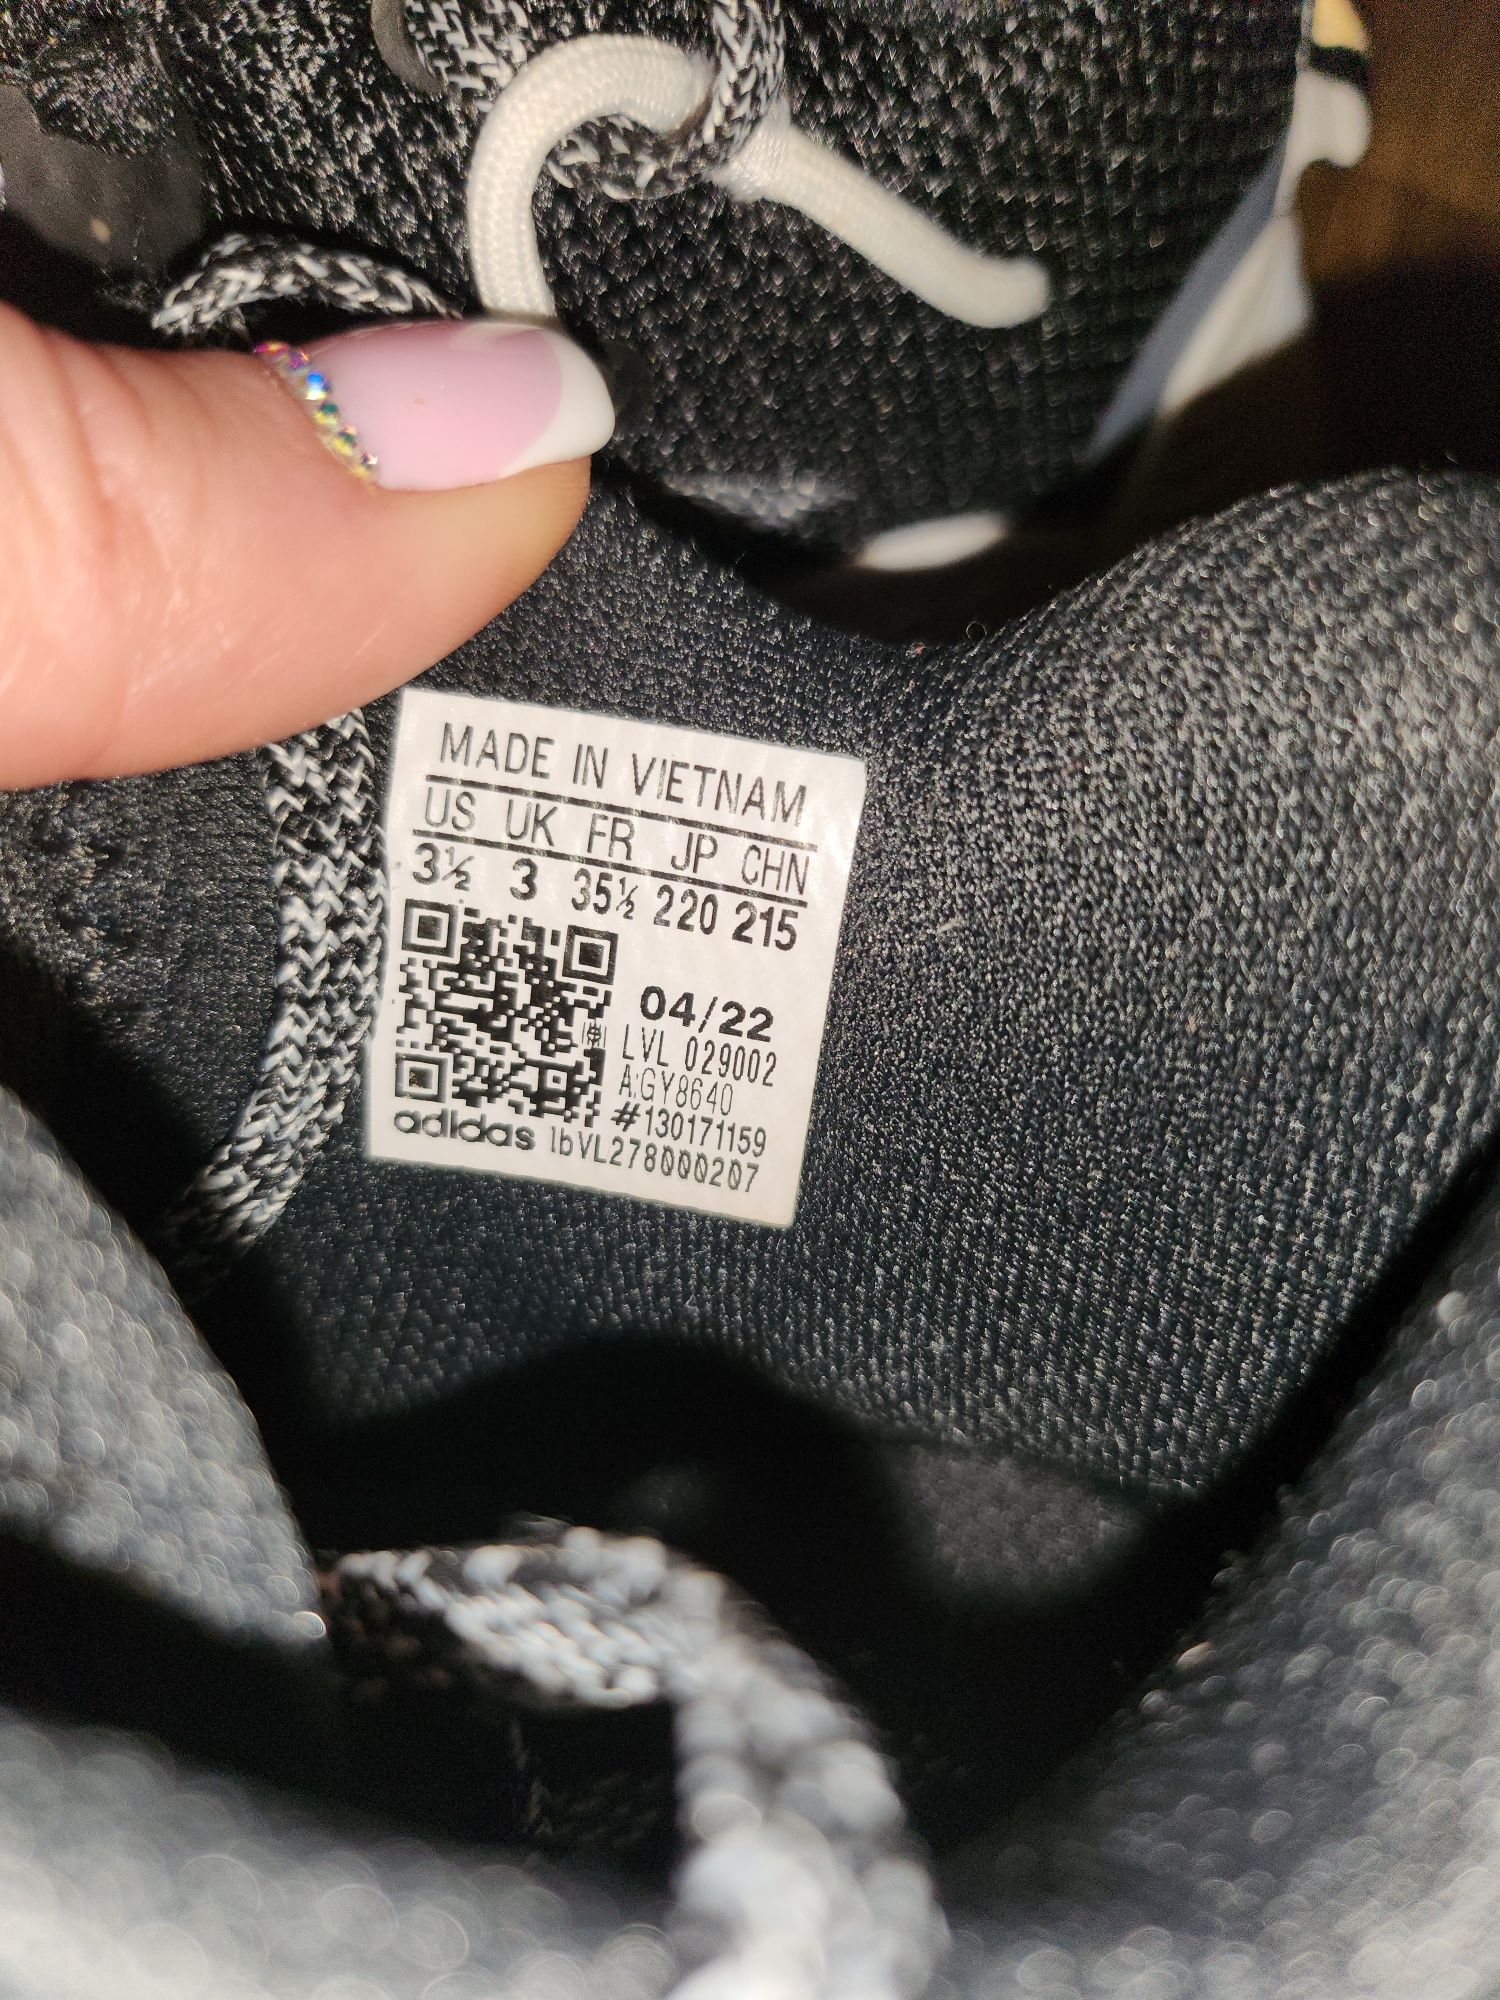 MADE IN VIETNAM
US UK FR JP CHN
3½ 3 35½ 220 215
04/22
LVL 029002
A:GY8640
#130171159
adidas 1bVL278000207